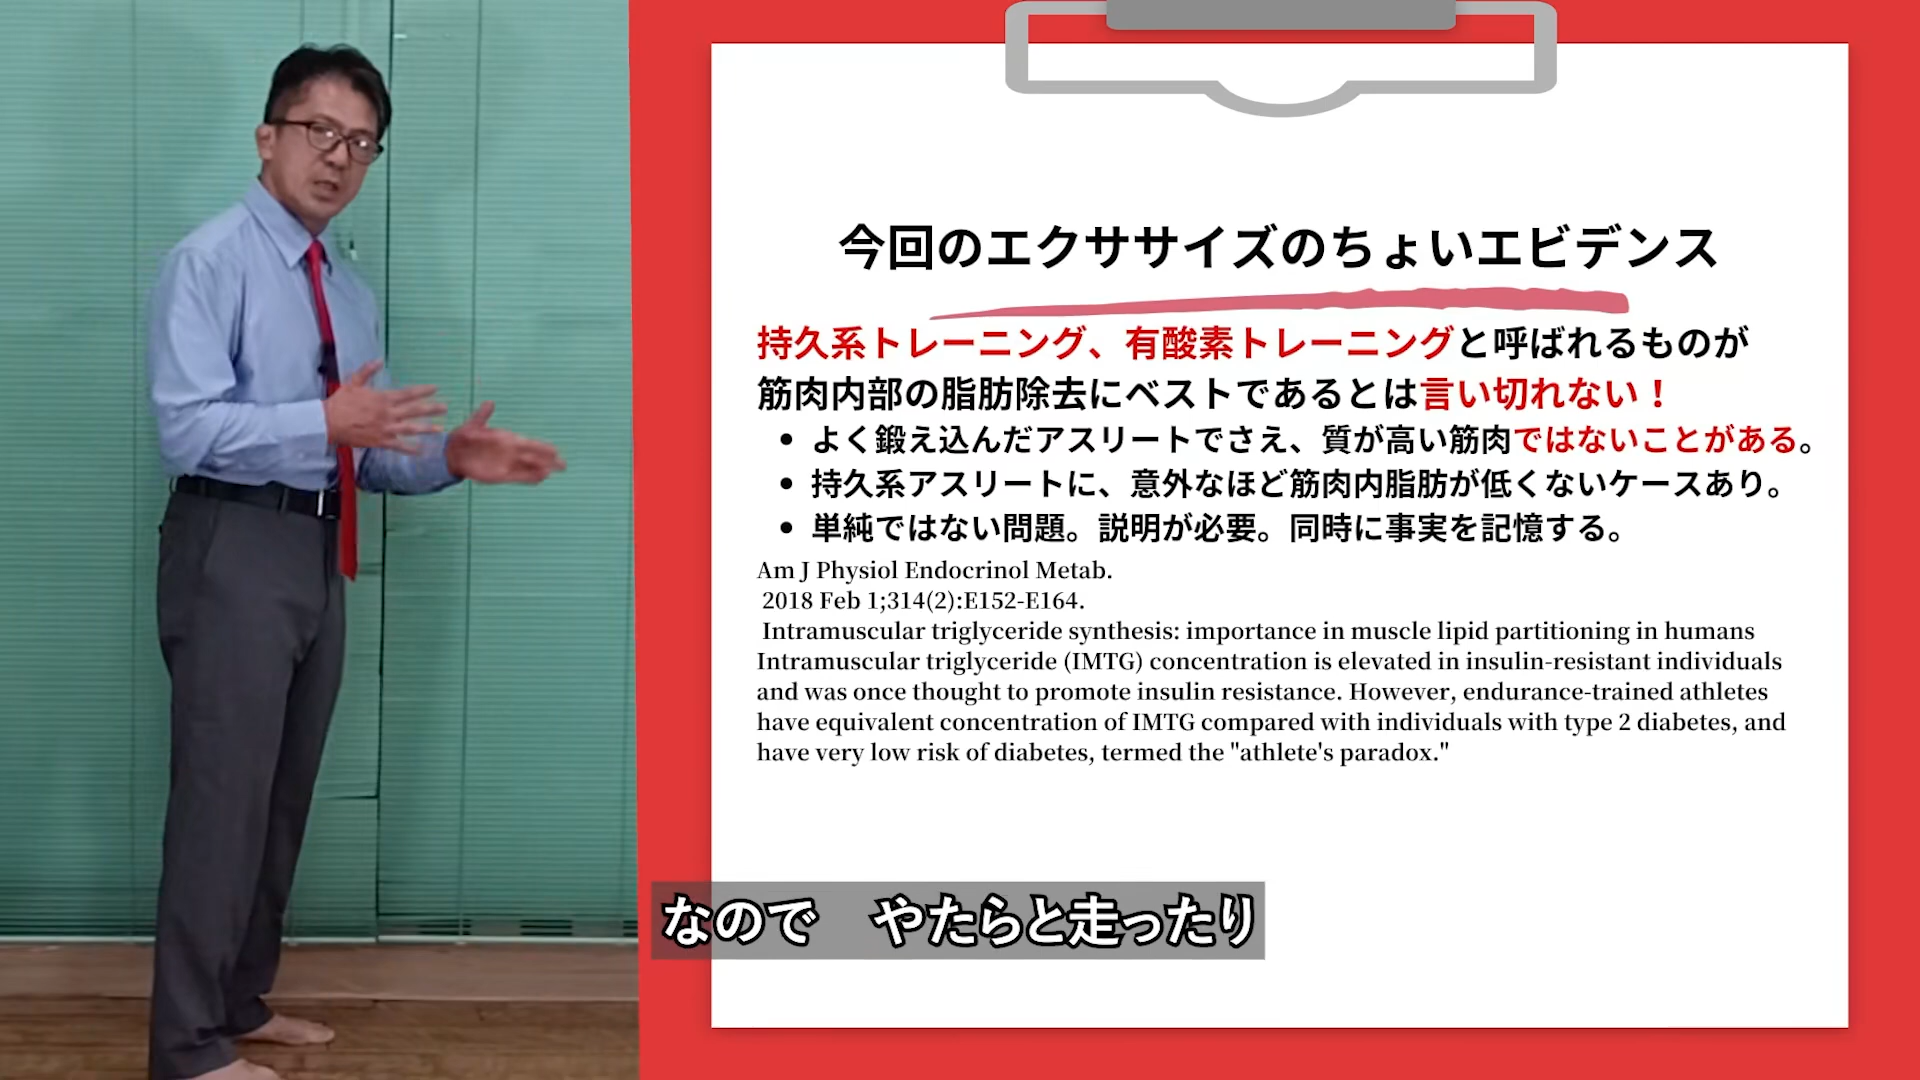 今回のエクササイズのちょいエビデンス
持久系トレーニング、有酸素トレーニングと呼ばれるものが
筋肉内部の脂肪除去にベストであるとは言い切れない！
• よく鍛え込んだアスリートでさえ、質が高い筋肉ではないことがある。
• 持久系アスリートに、意外なほど筋肉内脂肪が低くないケースあり。
• 単純ではない問題。説明が必要。同時に事実を記憶する。
Am J Physiol Endocrinol Metab.
2018 Feb 1;314(2):E152-E164.
Intramuscular triglyceride synthesis: importance in muscle lipid partitioning in humans
Intramuscular triglyceride (IMTG) concentration is elevated in insulin-resistant individuals
and was once thought to promote insulin resistance. However, endurance-trained athletes
have equivalent concentration of IMTG compared with individuals with type 2 diabetes, and
have very low risk of diabetes, termed the "athlete's paradox."
なので　やたらと走ったり